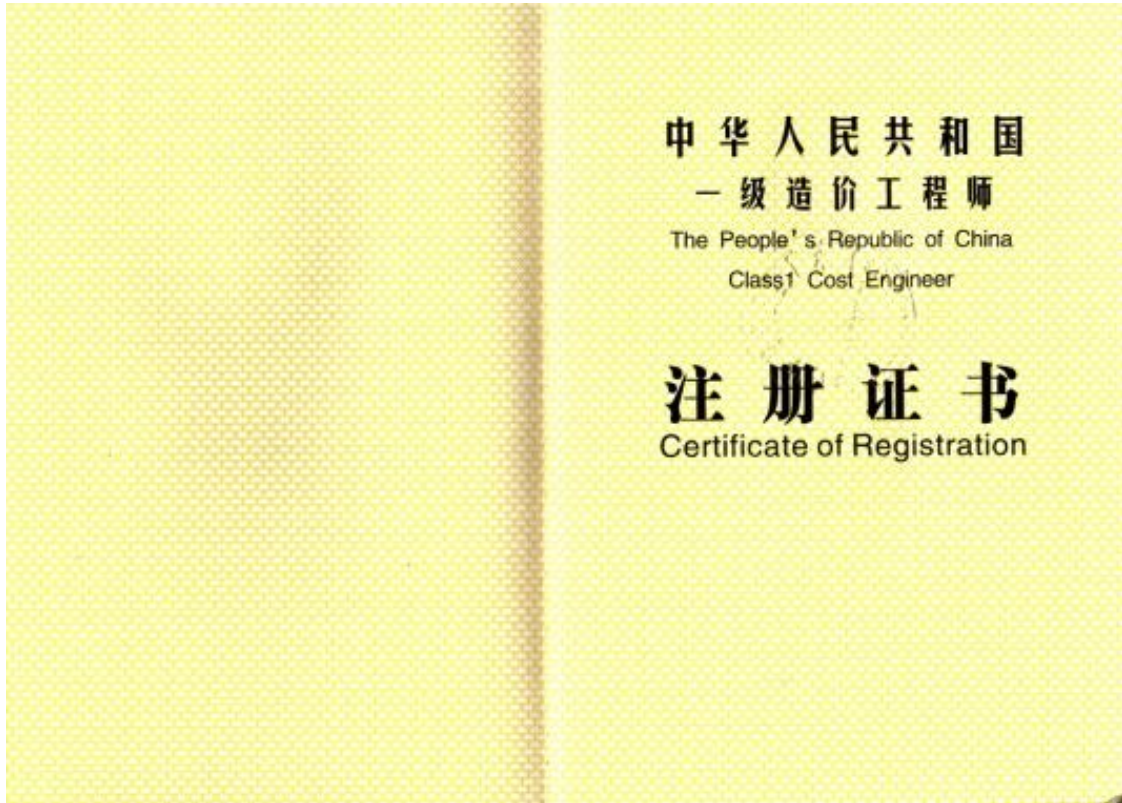 中华人民共和国
一级造价工程师
The People's Republic of China
Class1 Cost Engineer
注册证书
Certificate of Registration